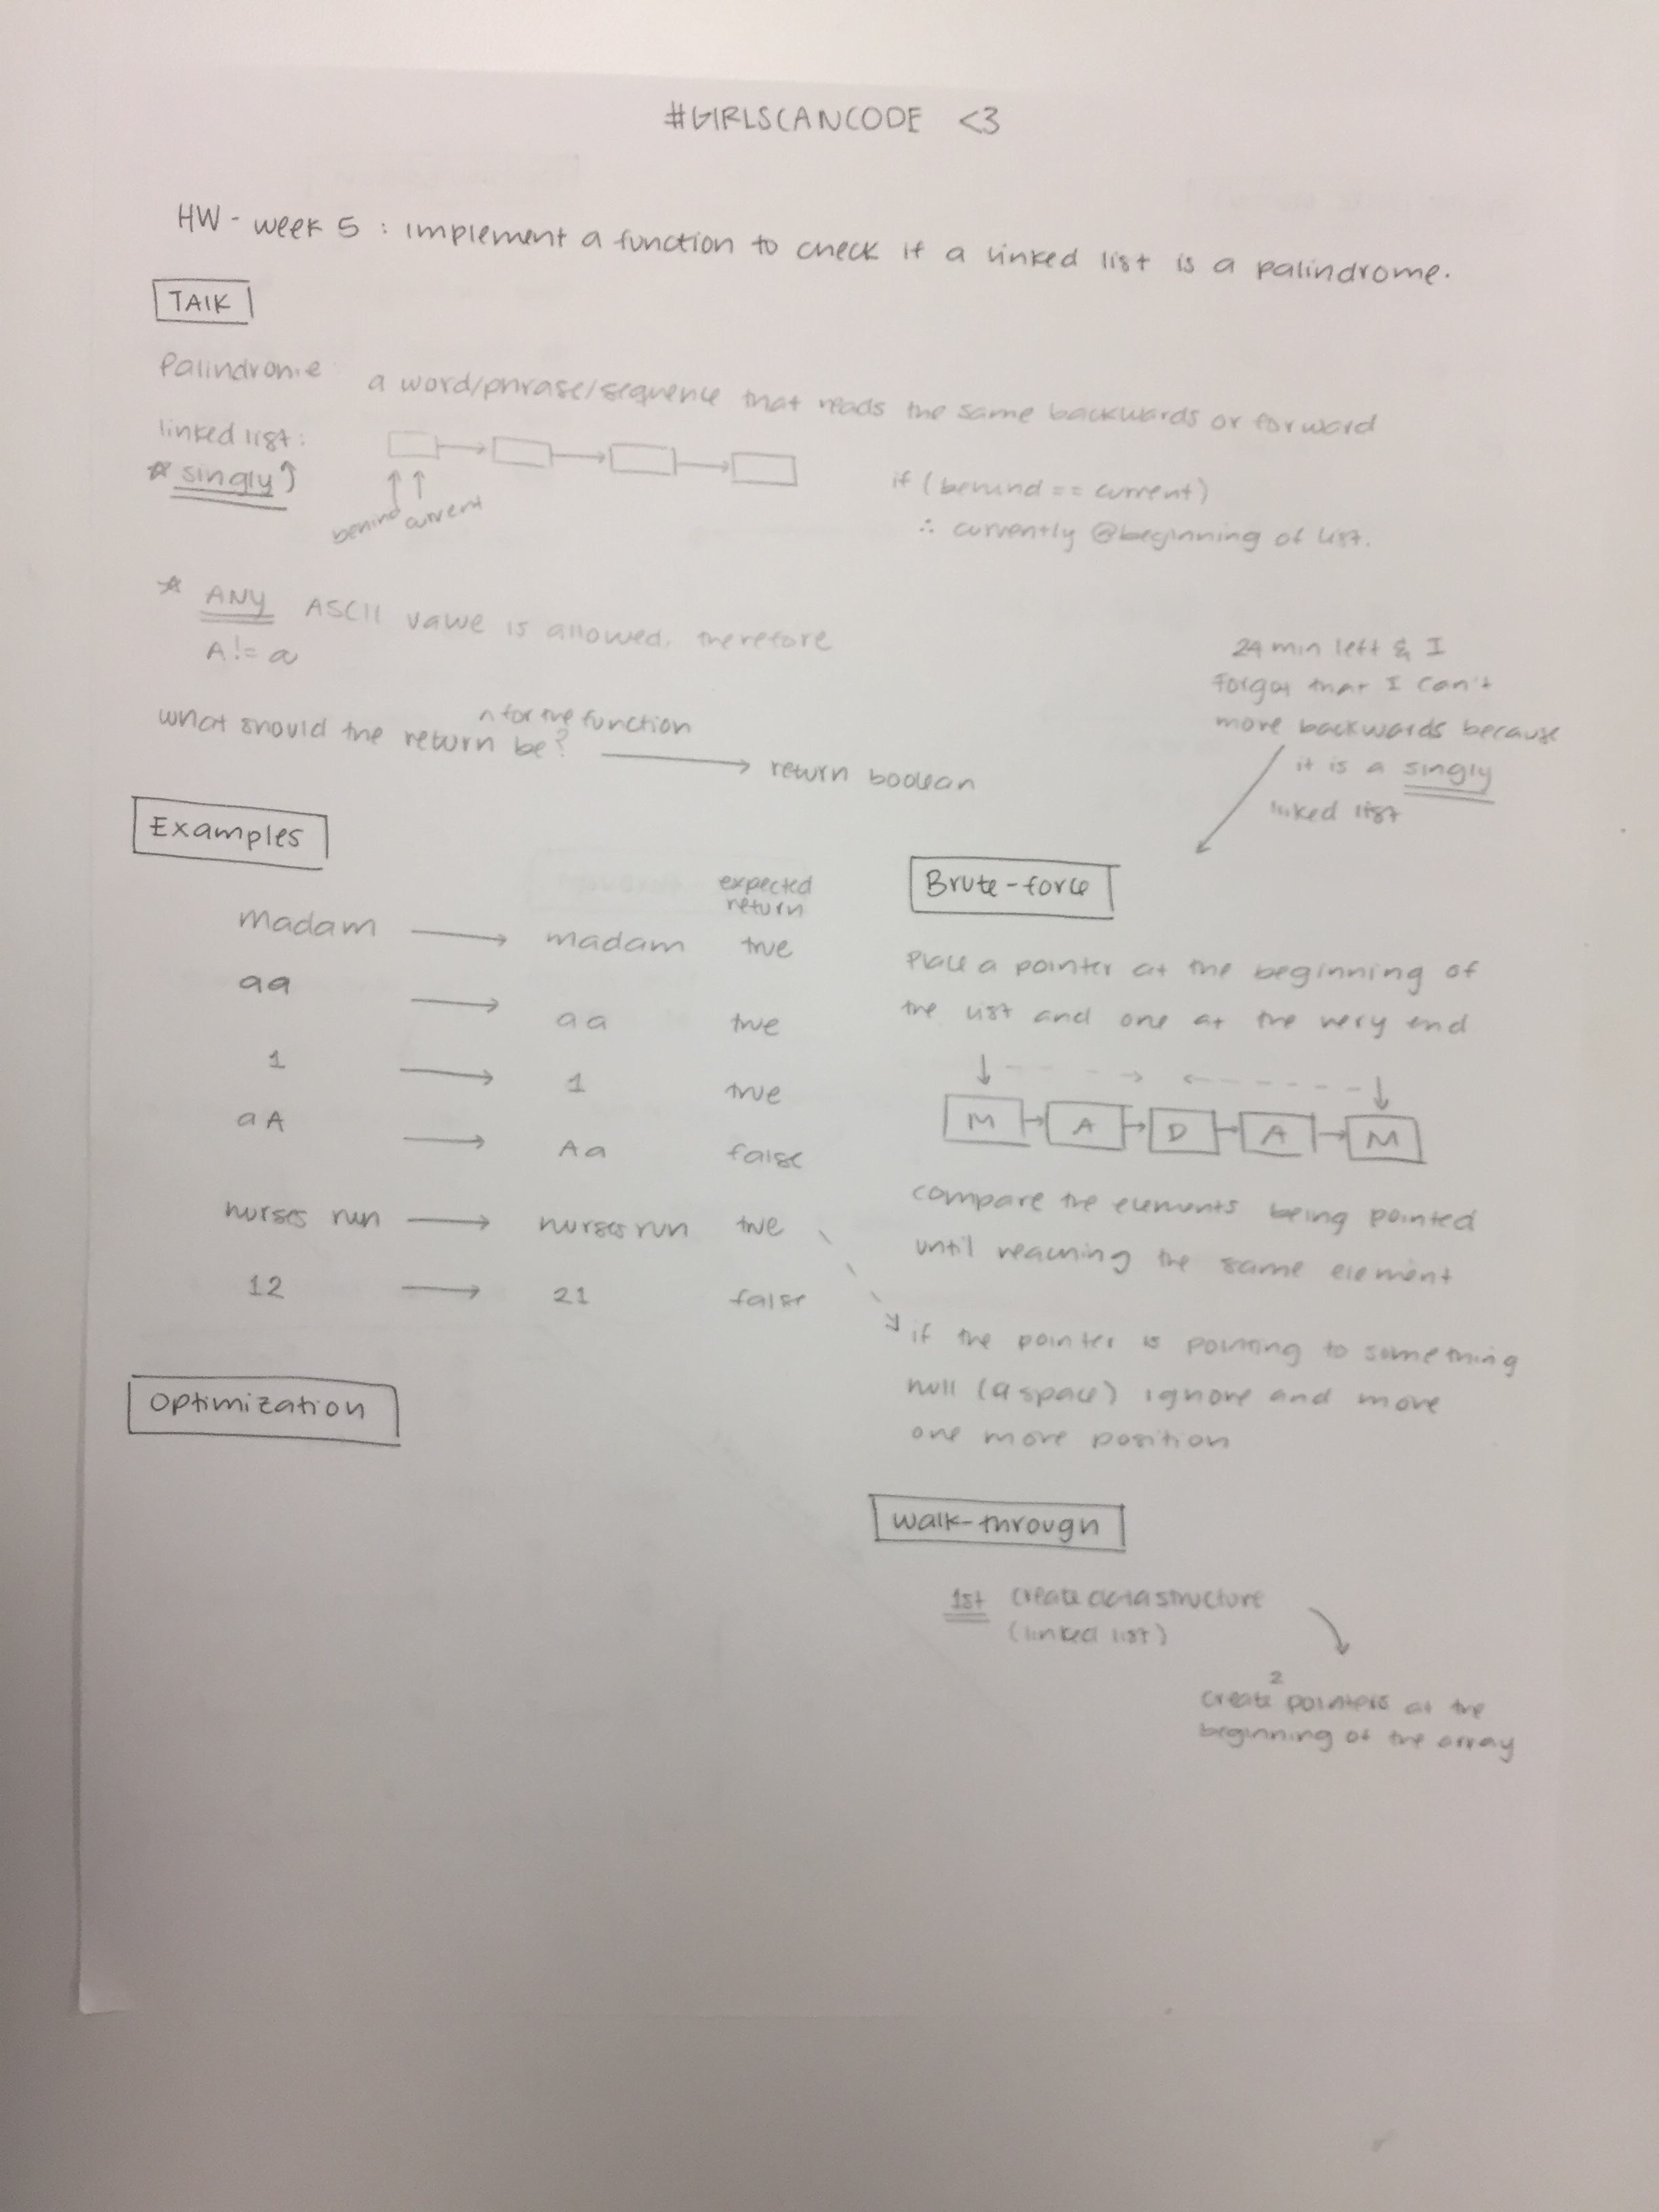 #GIRLSCANCODE <3
HW - week 5 : implement a function to check if a linked list is a palindrome.
TALK
Palindrome: a word/phrase/sequence that reads the same backwards or forward
linked list:
* singly
behind current
if (behind == current)
∴ currently @beginning of list.
* ANY ASCII value is allowed, therefore
A != a
what should the return be? ^ for the function
return boolean
24 min left & I
forgot that I can't
move backwards because
it is a singly
linked list
Examples
expected
return
madam → madam true
aa → aa true
1 → 1 true
aA → Aa false
nurses run → nurses run true
12 → 21 false
Optimization
Brute-force
Place a pointer at the beginning of
the list and one at the very end
M → A → D → A → M
compare the elements being pointed
until reaching the same element
if the pointer is pointing to something
null (a space) ignore and move
one more position
Walk-through
1st create data structure
(linked list)
2
create pointers at the
beginning of the array